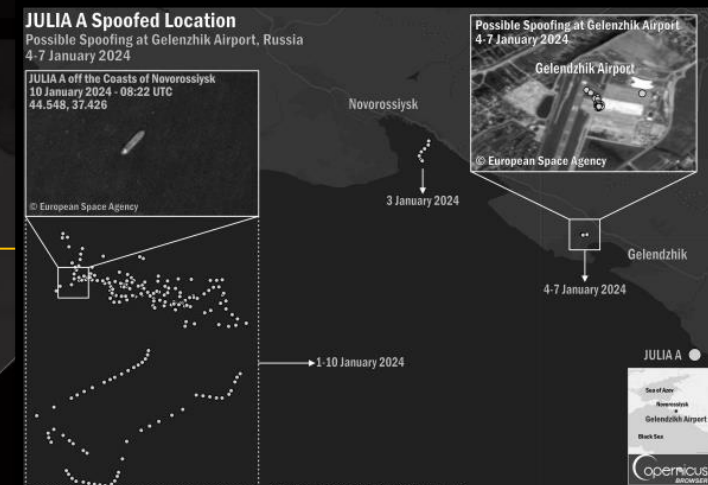 JULIA A Spoofed Location
Possible Spoofing at Gelenzhik Airport, Russia
4-7 January 2024
JULIA A off the Coasts of Novorossiysk
10 January 2024 - 08:22 UTC
44.548, 37.426
© European Space Agency
Possible Spoofing at Gelenzhik Airport
4-7 January 2024
Gelendzhik Airport
© European Space Agency
Novorossiysk
3 January 2024
Gelendzhik
4-7 January 2024
1-10 January 2024
JULIA A
Sea of Azov
Novorossiysk
Gelendzikh Airport
Black Sea
opernicus
BROWSER